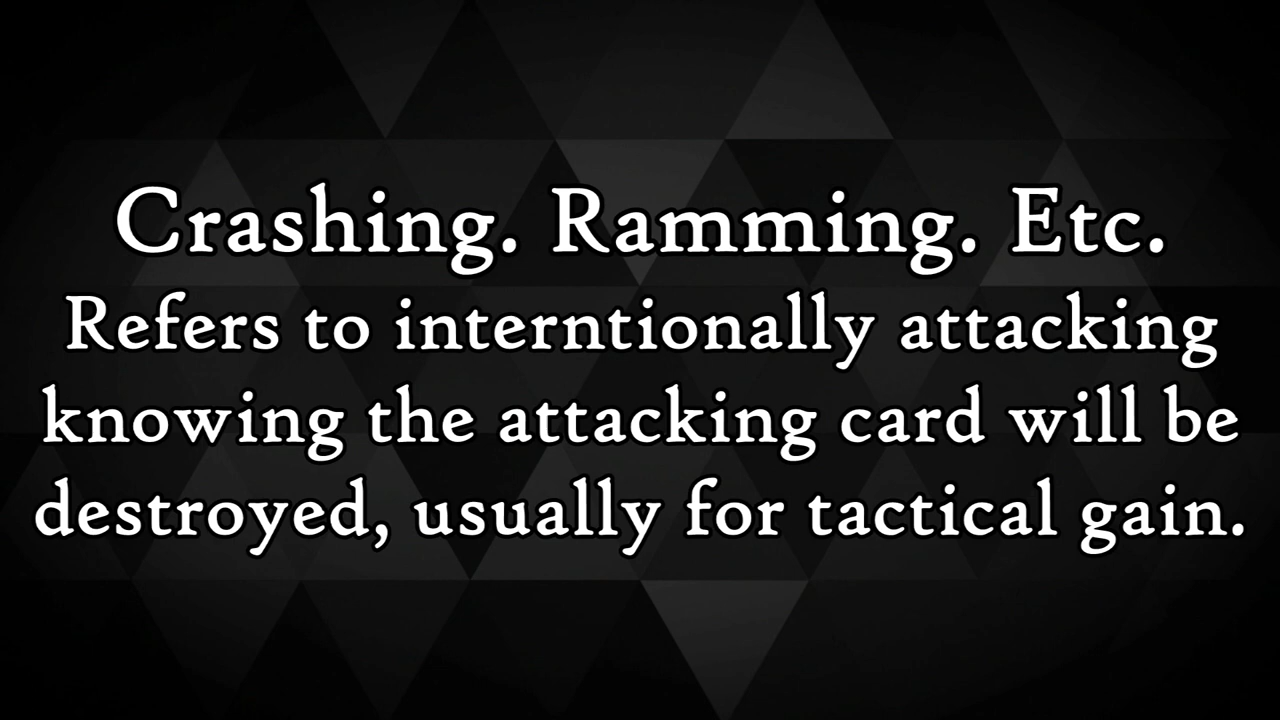 Crashing. Ramming. Etc.
Refers to interntionally attacking
knowing the attacking card will be
destroyed, usually for tactical gain.